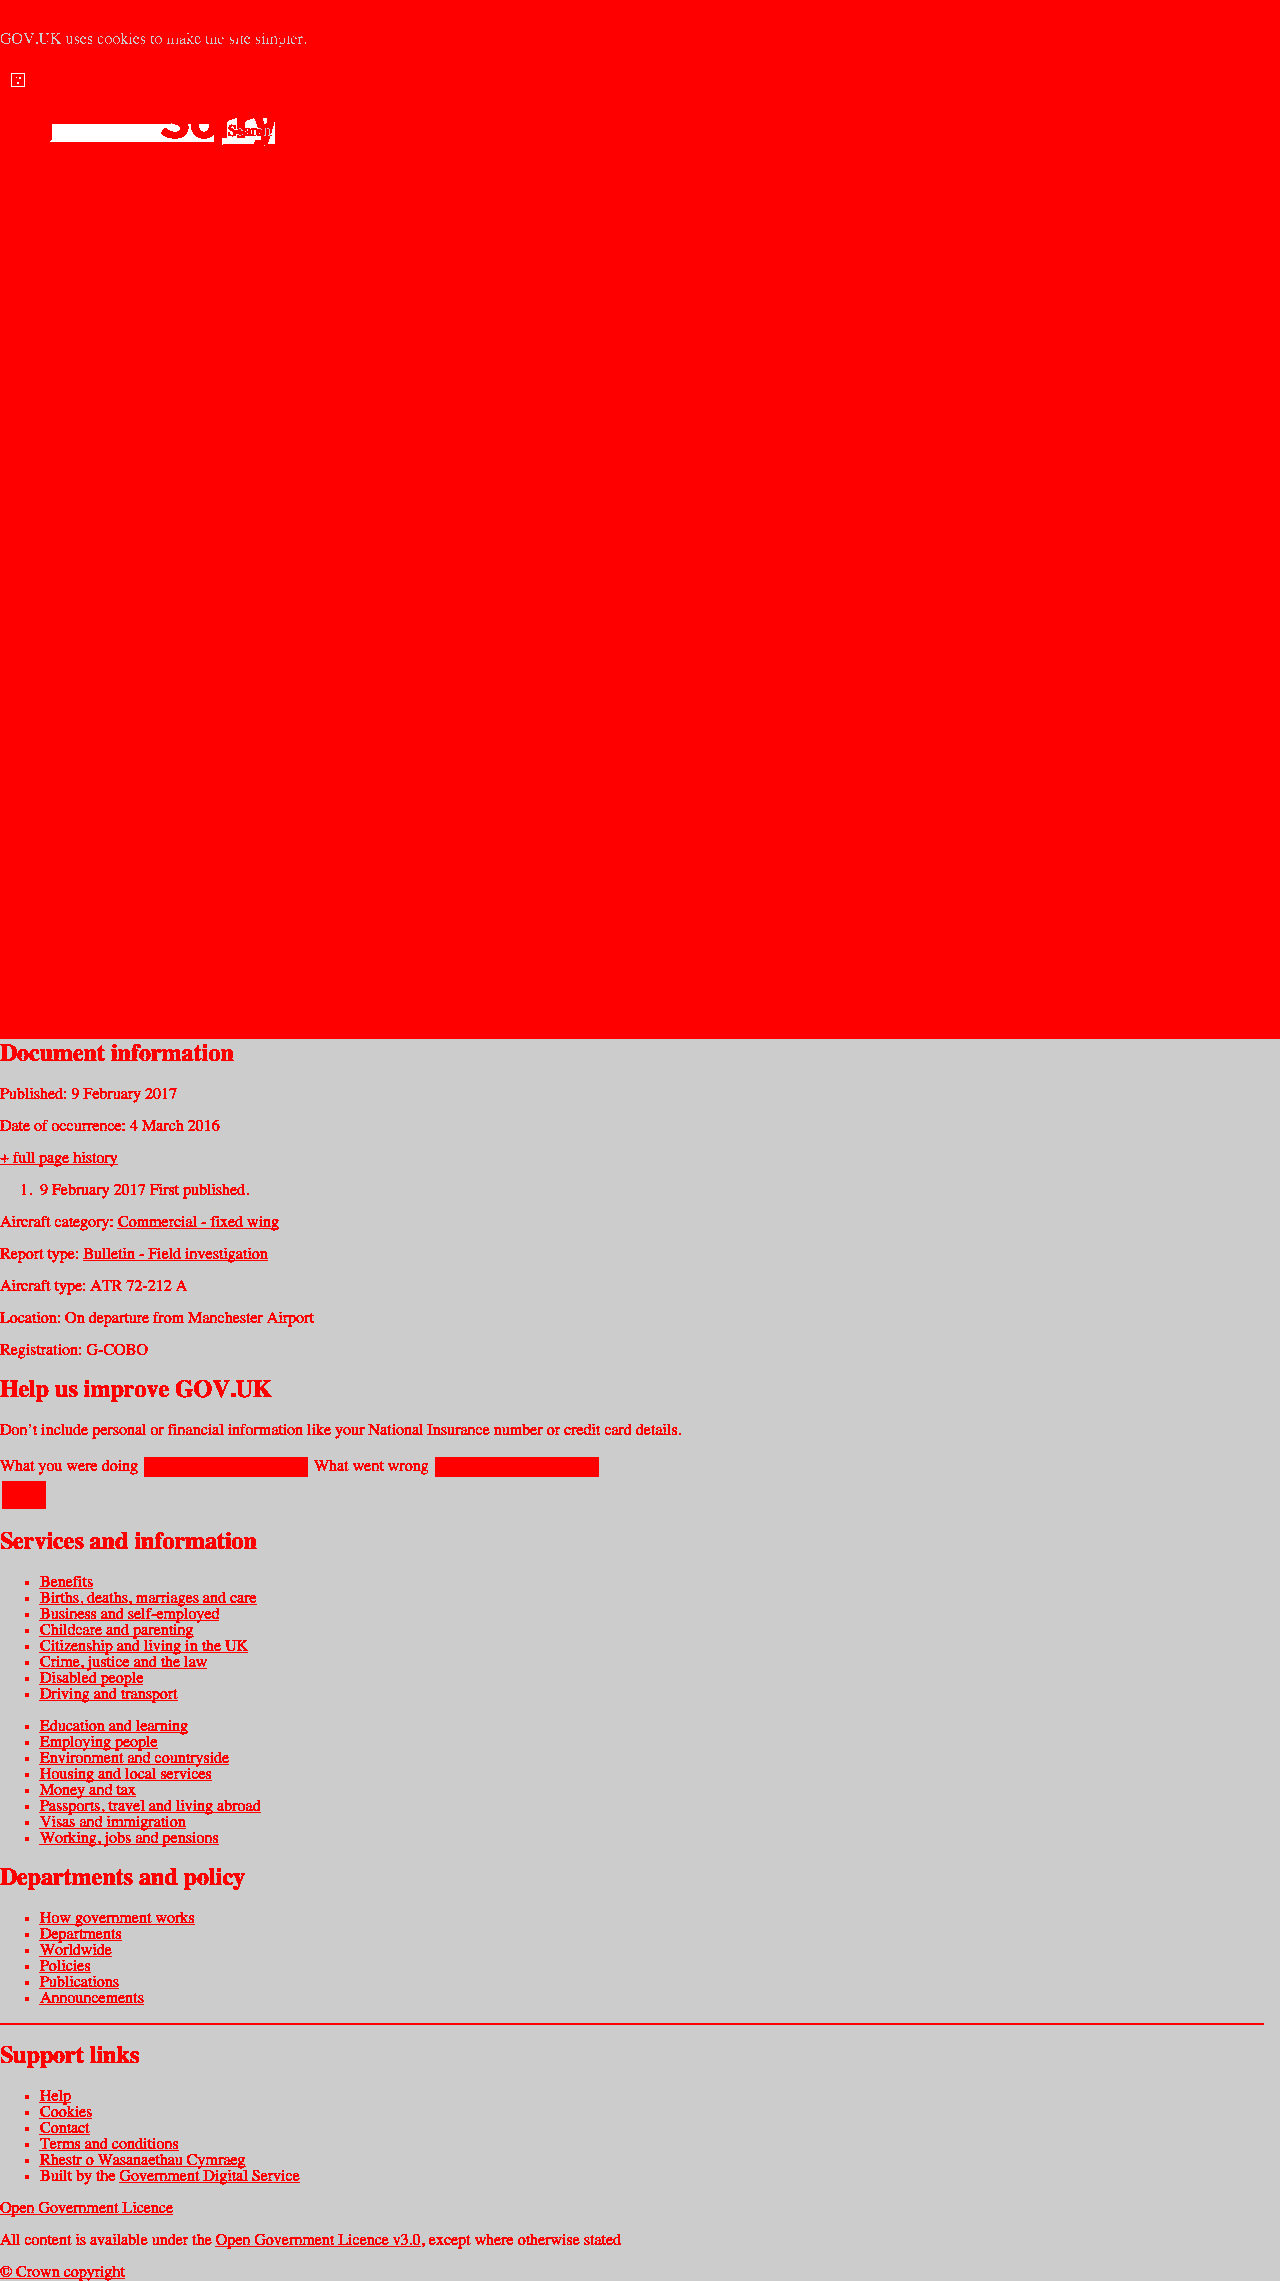 GOV.UK uses cookies to make the site simpler.
Search
Document information
Published: 9 February 2017
Date of occurrence: 4 March 2016
+ full page history
1. 9 February 2017 First published.
Aircraft category: Commercial - fixed wing
Report type: Bulletin - Field investigation
Aircraft type: ATR 72-212 A
Location: On departure from Manchester Airport
Registration: G-COBO
Help us improve GOV.UK
Don’t include personal or financial information like your National Insurance number or credit card details.
What you were doing What went wrong
Services and information
Benefits
Births, deaths, marriages and care
Business and self-employed
Childcare and parenting
Citizenship and living in the UK
Crime, justice and the law
Disabled people
Driving and transport
Education and learning
Employing people
Environment and countryside
Housing and local services
Money and tax
Passports, travel and living abroad
Visas and immigration
Working, jobs and pensions
Departments and policy
How government works
Departments
Worldwide
Policies
Publications
Announcements
Support links
Help
Cookies
Contact
Terms and conditions
Rhestr o Wasanaethau Cymraeg
Built by the Government Digital Service
Open Government Licence
All content is available under the Open Government Licence v3.0, except where otherwise stated
© Crown copyright